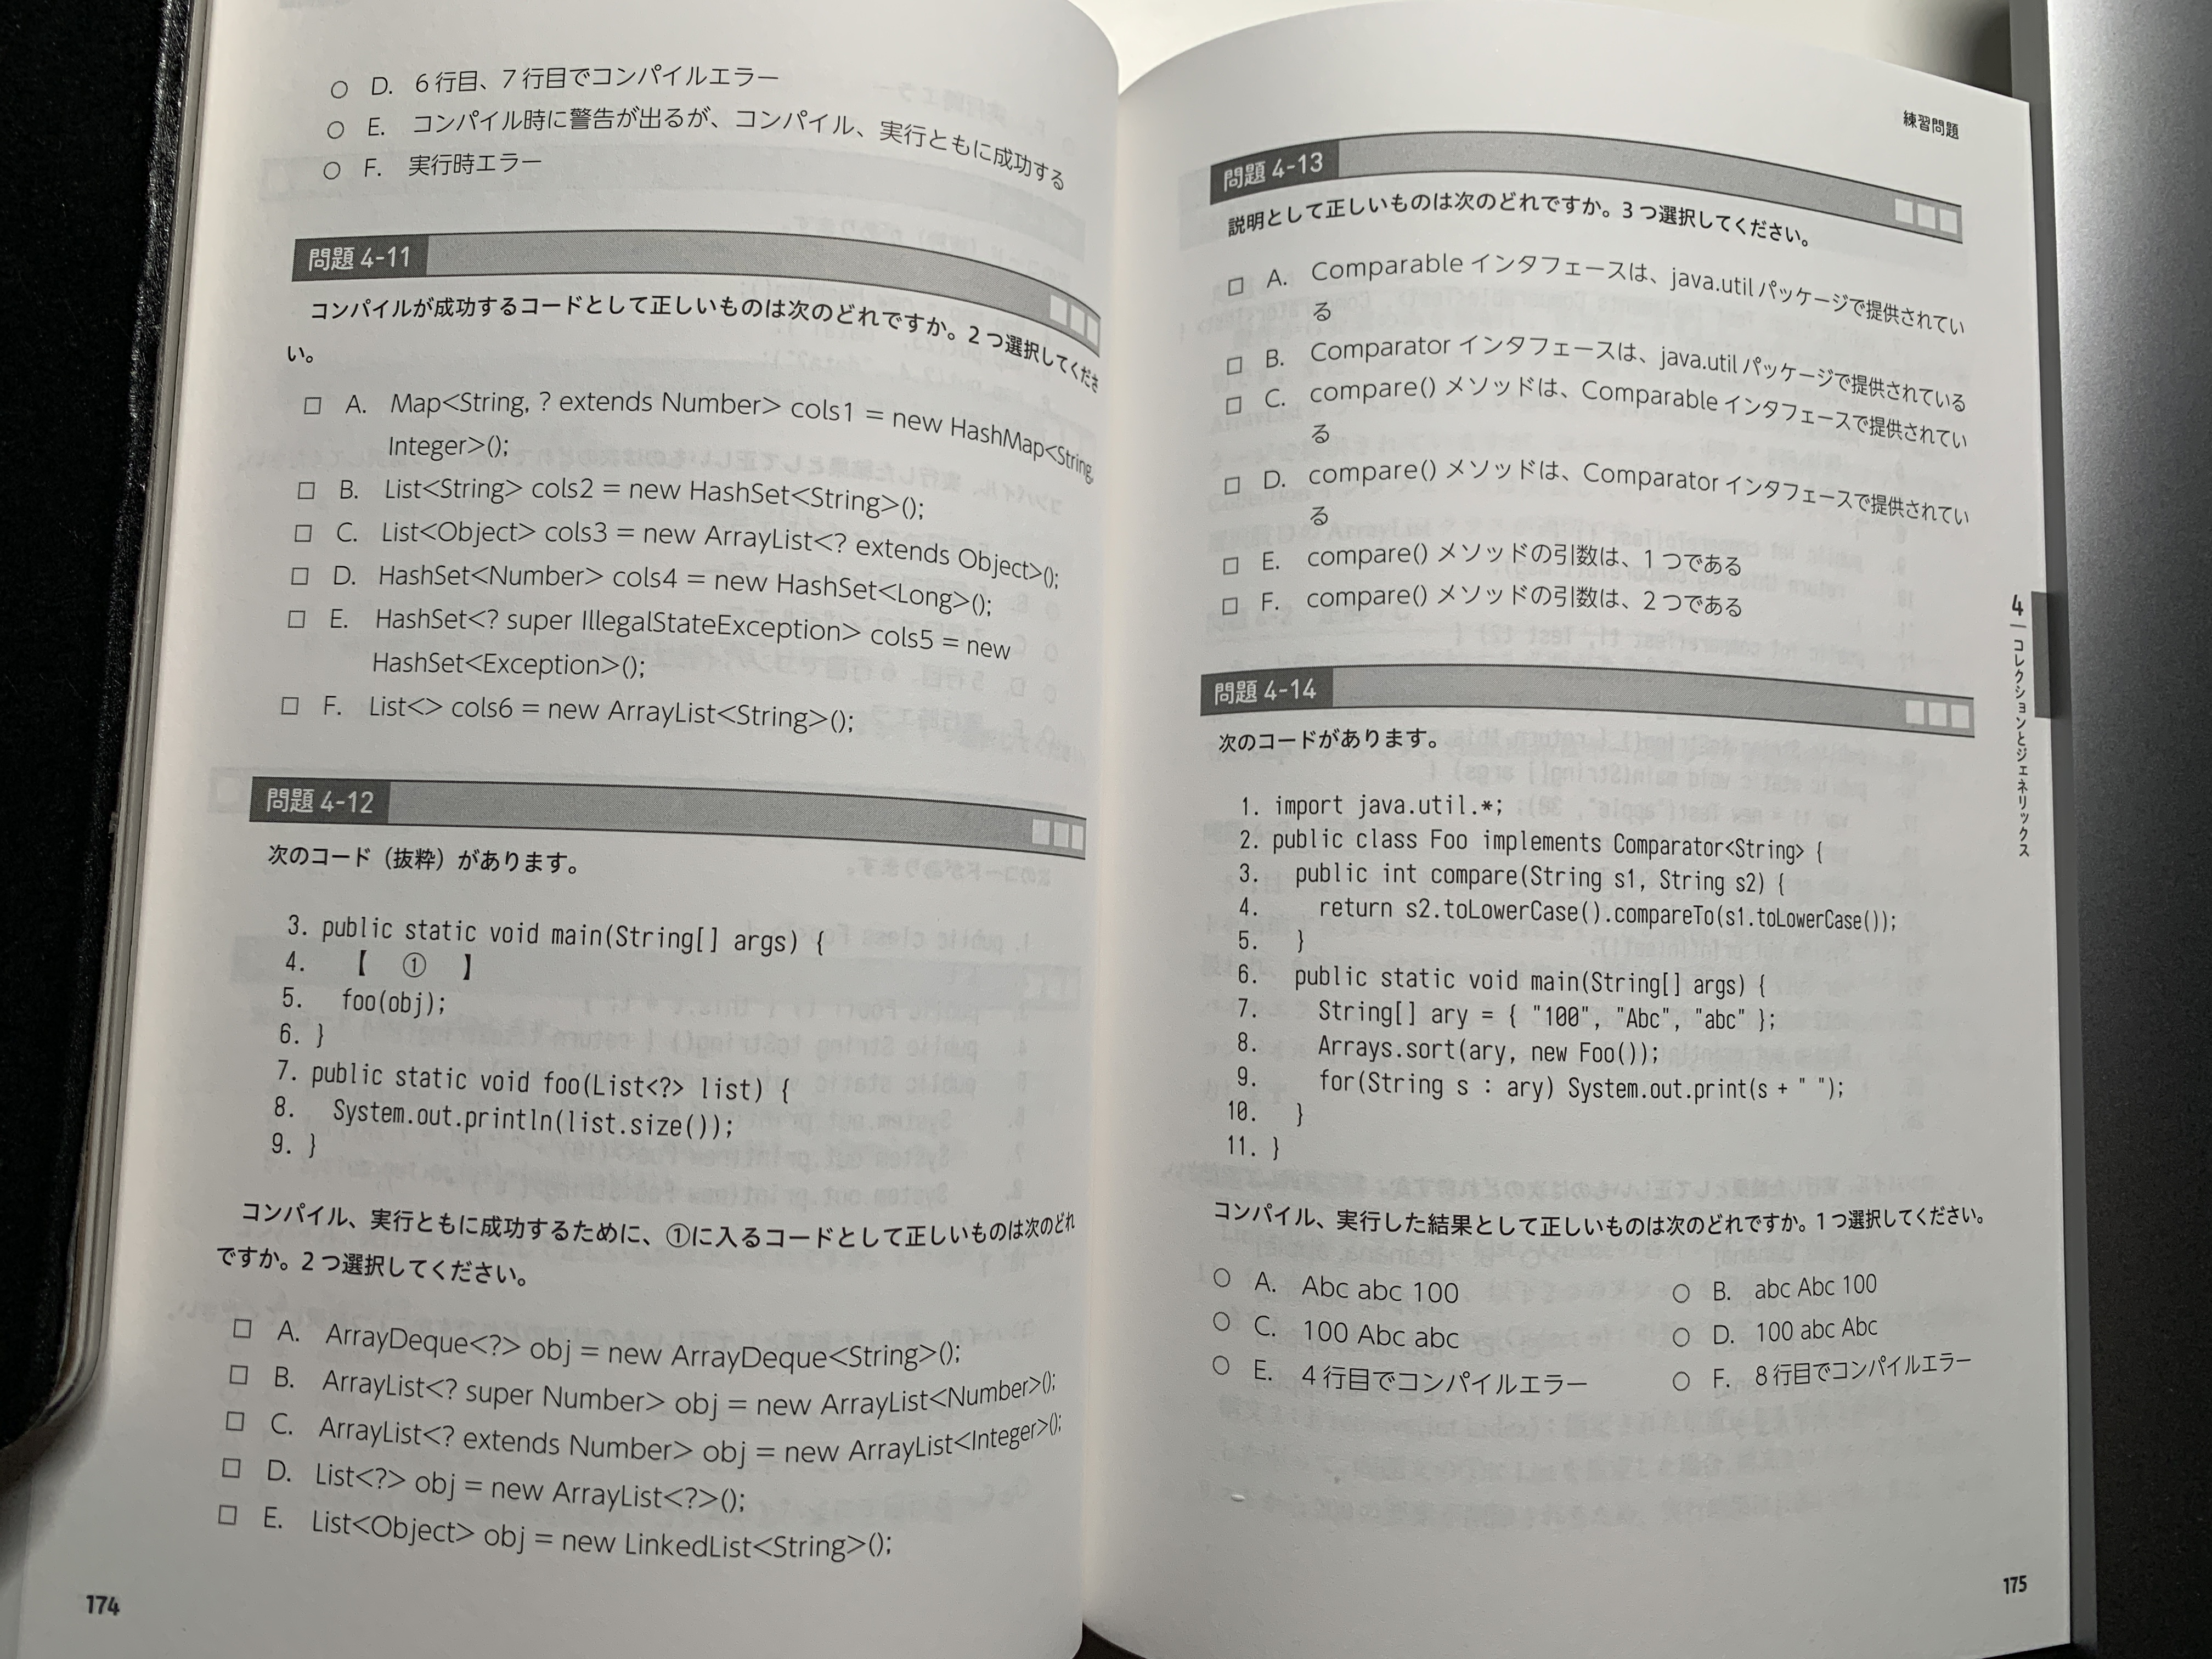 ○ D. 6行目、7行目でコンパイルエラー
○ E. コンパイル時に警告が出るが、コンパイル、実行ともに成功する
○ F. 実行時エラー
問題 4-11
コンパイルが成功するコードとして正しいものは次のどれですか。2つ選択してくださ
い。
□ A. Map<String, ? extends Number> cols1 = new HashMap<String,
Integer>();
□ B. List<String> cols2 = new HashSet<String>();
□ C. List<Object> cols3 = new ArrayList<? extends Object>();
□ D. HashSet<Number> cols4 = new HashSet<Long>();
□ E. HashSet<? super IllegalStateException> cols5 = new
HashSet<Exception>();
□ F. List<> cols6 = new ArrayList<String>();
問題 4-12
次のコード（抜粋）があります。
3. public static void main(String[] args) {
4. 【 ① 】
5. foo(obj);
6. }
7. public static void foo(List<?> list) {
8. System.out.println(list.size());
9. }
コンパイル、実行ともに成功するために、①に入るコードとして正しいものは次のどれ
ですか。2つ選択してください。
□ A. ArrayDeque<?> obj = new ArrayDeque<String>();
□ B. ArrayList<? super Number> obj = new ArrayList<Number>();
□ C. ArrayList<? extends Number> obj = new ArrayList<Integer>();
□ D. List<?> obj = new ArrayList<?>();
□ E. List<Object> obj = new LinkedList<String>();
174
練習問題
問題 4-13
説明として正しいものは次のどれですか。3つ選択してください。
□ A. Comparable インタフェースは、java.util パッケージで提供されてい
る
□ B. Comparator インタフェースは、java.util パッケージで提供されている
□ C. compare() メソッドは、Comparable インタフェースで提供されてい
る
□ D. compare() メソッドは、Comparator インタフェースで提供されてい
る
□ E. compare() メソッドの引数は、1つである
□ F. compare() メソッドの引数は、2つである
問題 4-14
次のコードがあります。
1. import java.util.*;
2. public class Foo implements Comparator<String> {
3. public int compare(String s1, String s2) {
4. return s2.toLowerCase().compareTo(s1.toLowerCase());
5. }
6. public static void main(String[] args) {
7. String[] ary = { "100", "Abc", "abc" };
8. Arrays.sort(ary, new Foo());
9. for(String s : ary) System.out.print(s + " ");
10. }
11. }
コンパイル、実行した結果として正しいものは次のどれですか。1つ選択してください。
○ A. Abc abc 100 ○ B. abc Abc 100
○ C. 100 Abc abc ○ D. 100 abc Abc
○ E. 4行目でコンパイルエラー ○ F. 8行目でコンパイルエラー
4 コレクションとジェネリックス
175